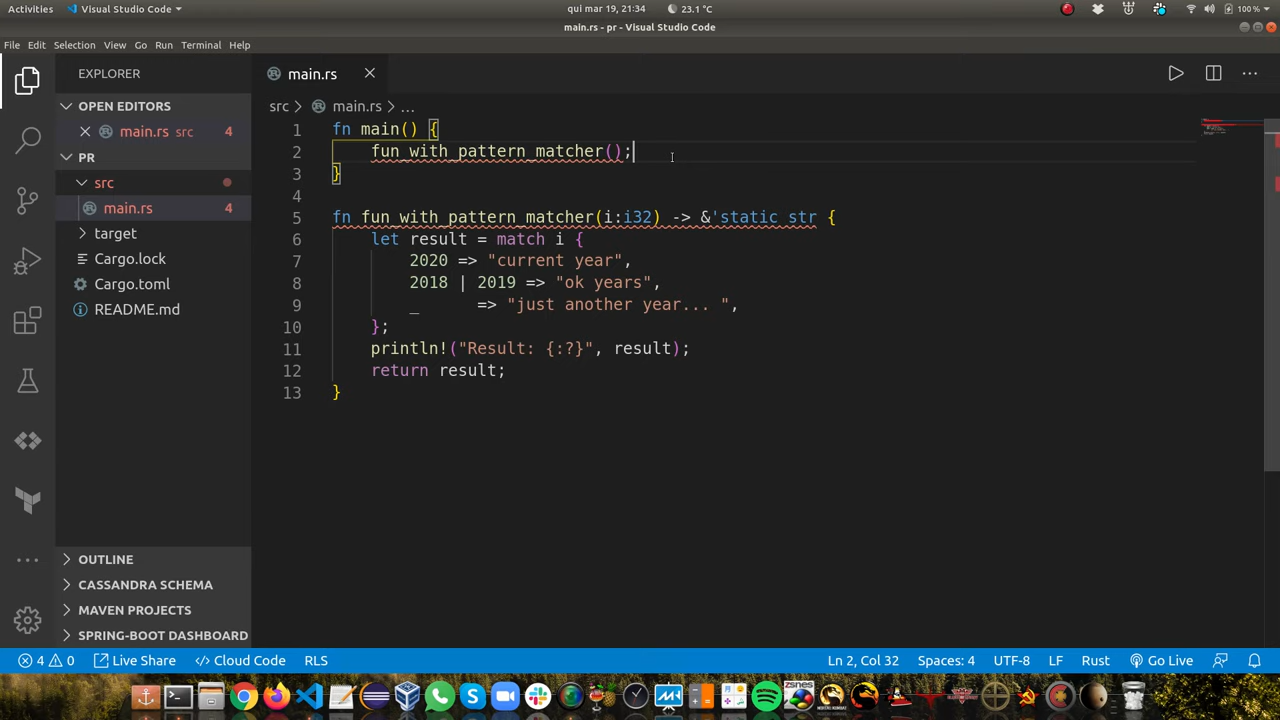 Activities
Visual Studio Code
qui mar 19, 21:34
23.1 °C
100 %
main.rs - pr - Visual Studio Code
File Edit Selection View Go Run Terminal Help
EXPLORER
OPEN EDITORS
main.rs src 4
PR
src
main.rs 4
target
Cargo.lock
Cargo.toml
README.md
OUTLINE
CASSANDRA SCHEMA
MAVEN PROJECTS
SPRING-BOOT DASHBOARD
main.rs
src > main.rs > ...
1 fn main() {
2 fun_with_pattern_matcher();
3 }
4
5 fn fun_with_pattern_matcher(i:i32) -> &'static str {
6 let result = match i {
7 2020 => "current year",
8 2018 | 2019 => "ok years",
9 _ => "just another year... ",
10 };
11 println!("Result: {:?}", result);
12 return result;
13 }
4 0 Live Share Cloud Code RLS
Ln 2, Col 32 Spaces: 4 UTF-8 LF Rust Go Live